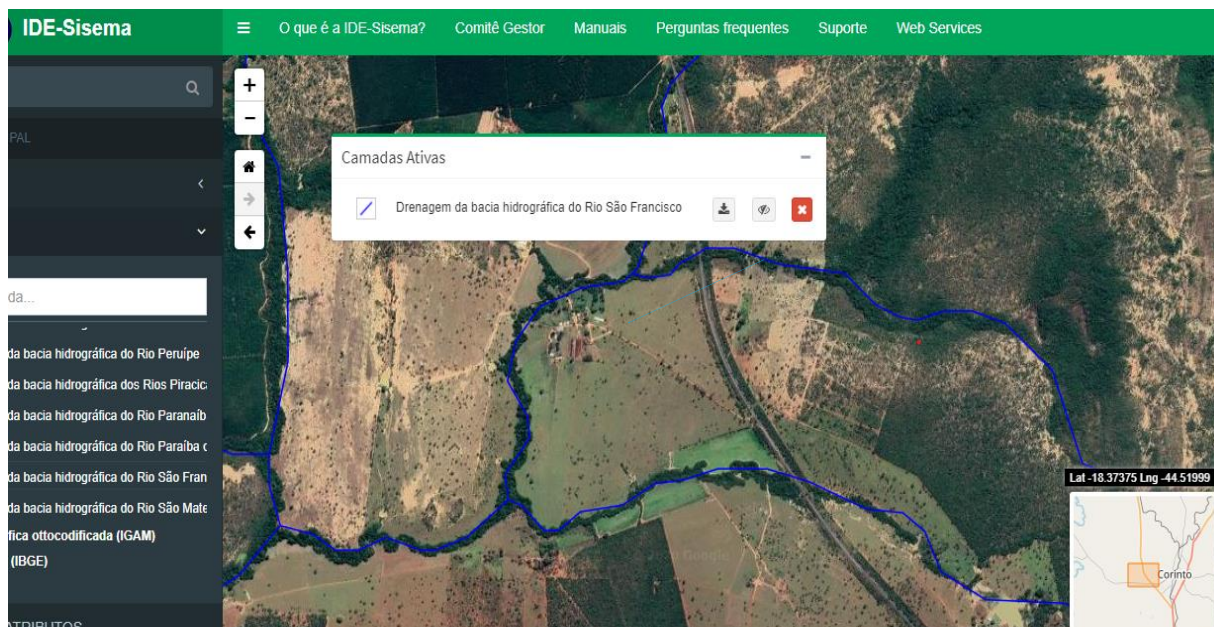 IDE-Sisema
O que é a IDE-Sisema?
Comitê Gestor
Manuais
Perguntas frequentes
Suporte
Web Services
PAL
+
-
Camadas Ativas
Drenagem da bacia hidrográfica do Rio São Francisco
da...
da bacia hidrográfica do Rio Peruípe
da bacia hidrográfica dos Rios Piracic
da bacia hidrográfica do Rio Paranaíb
da bacia hidrográfica do Rio Paraíba
da bacia hidrográfica do Rio São Fran
da bacia hidrográfica do Rio São Mate
fica ottocodificada (IGAM)
(IBGE)
Lat -18.37375 Lng -44.51999
Corinto